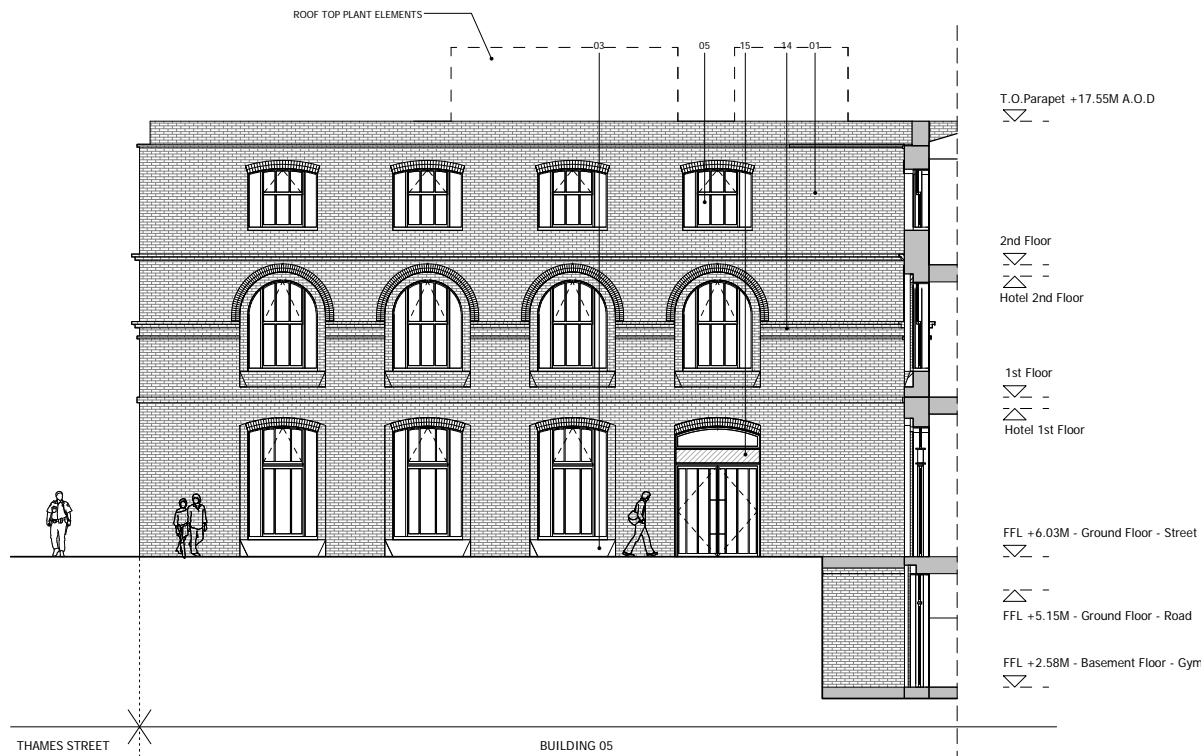 ROOF TOP PLANT ELEMENTS
03 05 15 14 01
T.O.Parapet +17.55M A.O.D
2nd Floor
Hotel 2nd Floor
1st Floor
Hotel 1st Floor
FFL +6.03M - Ground Floor - Street
FFL +5.15M - Ground Floor - Road
FFL +2.58M - Basement Floor - Gym
THAMES STREET
BUILDING 05